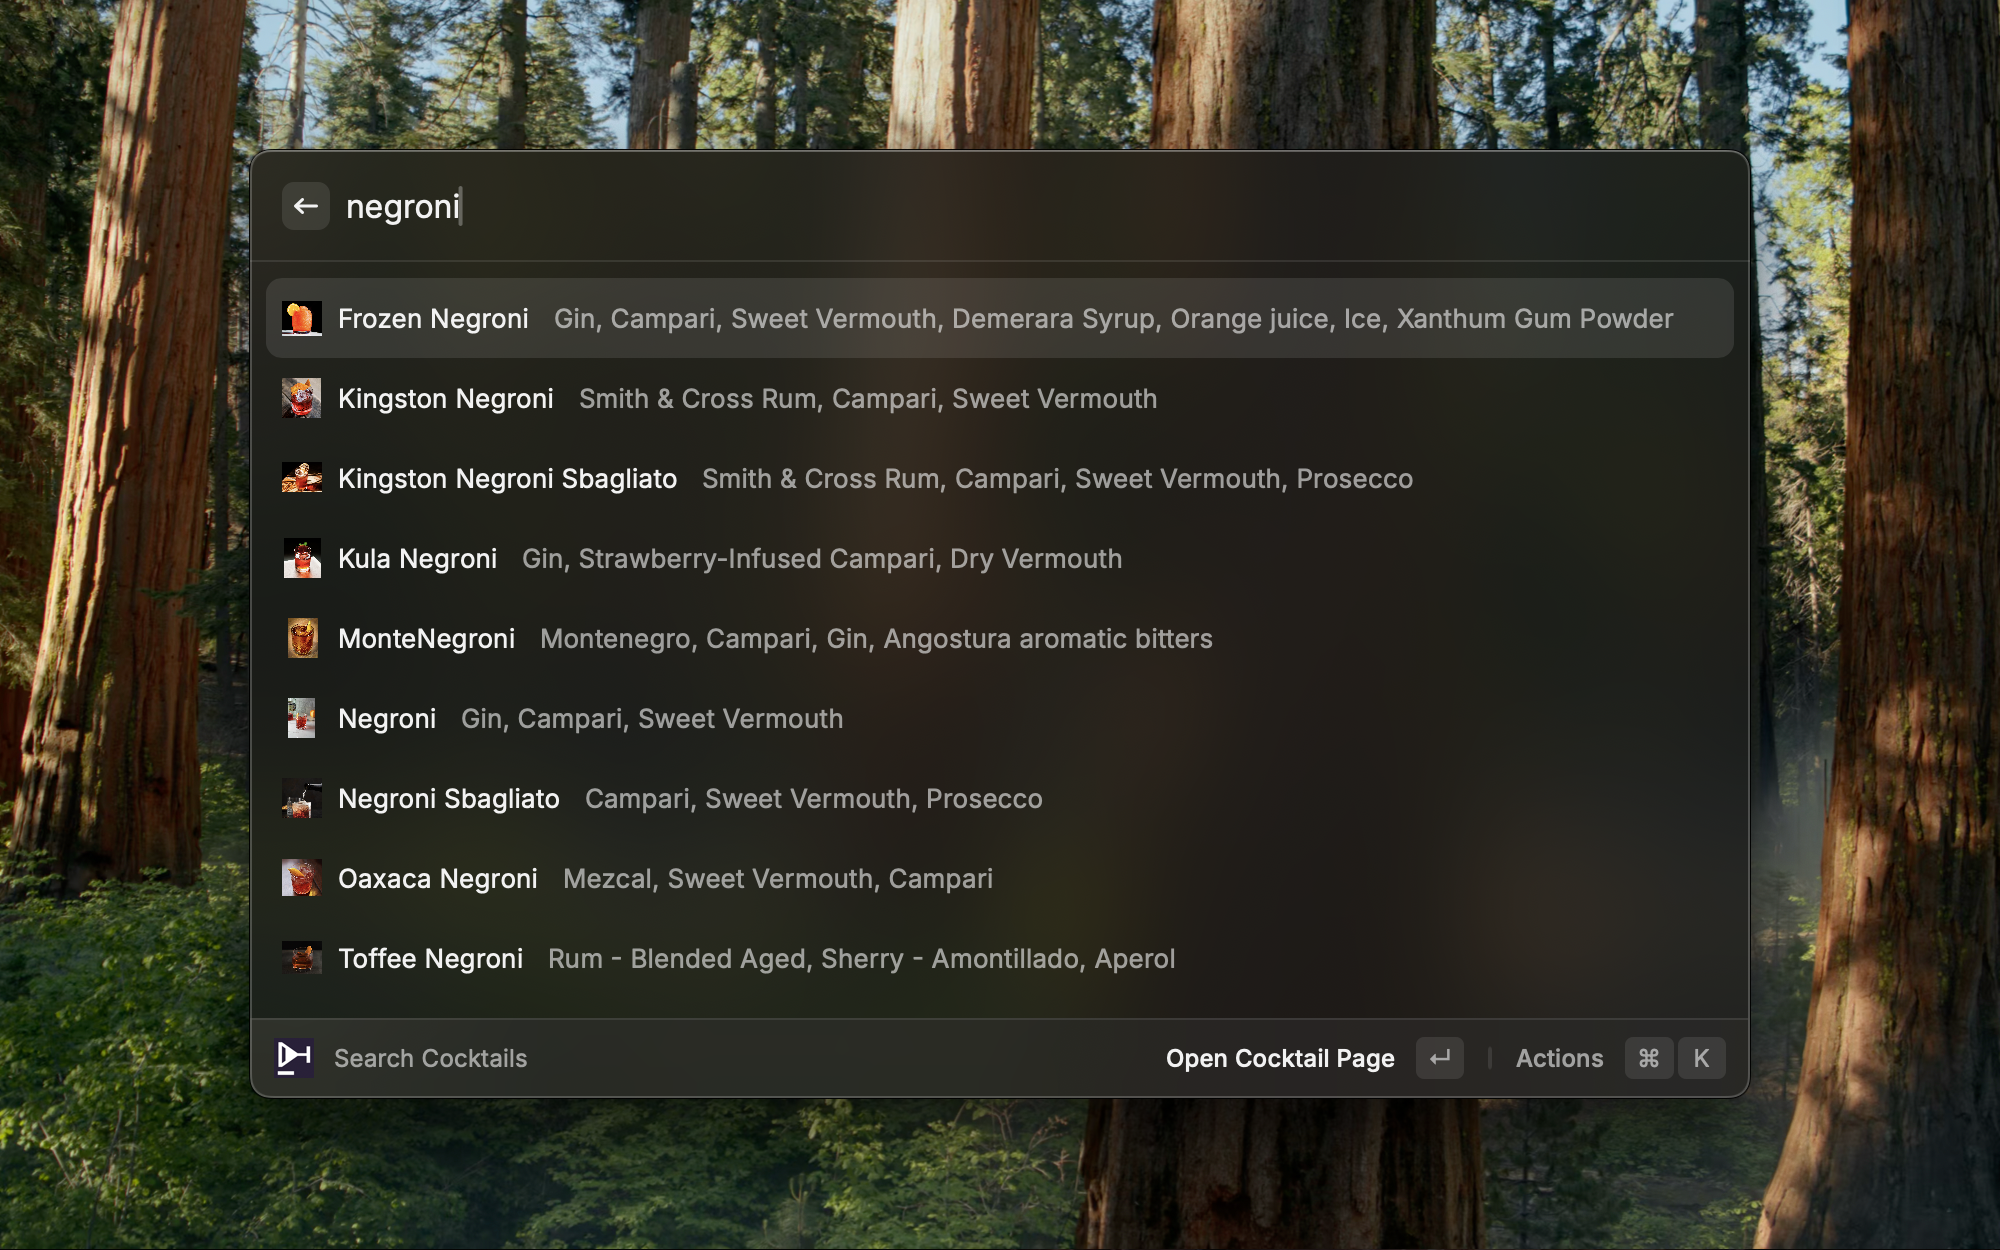 negroni
Frozen Negroni Gin, Campari, Sweet Vermouth, Demerara Syrup, Orange juice, Ice, Xanthum Gum Powder
Kingston Negroni Smith & Cross Rum, Campari, Sweet Vermouth
Kingston Negroni Sbagliato Smith & Cross Rum, Campari, Sweet Vermouth, Prosecco
Kula Negroni Gin, Strawberry-Infused Campari, Dry Vermouth
MonteNegroni Montenegro, Campari, Gin, Angostura aromatic bitters
Negroni Gin, Campari, Sweet Vermouth
Negroni Sbagliato Campari, Sweet Vermouth, Prosecco
Oaxaca Negroni Mezcal, Sweet Vermouth, Campari
Toffee Negroni Rum - Blended Aged, Sherry - Amontillado, Aperol
Search Cocktails Open Cocktail Page ↵ Actions ⌘ K